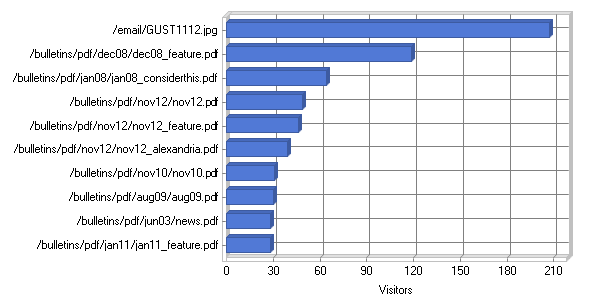 /email/GUST1112.jpg
/bulletins/pdf/dec08/dec08_feature.pdf
/bulletins/pdf/jan08/jan08_considerthis.pdf
/bulletins/pdf/nov12/nov12.pdf
/bulletins/pdf/nov12/nov12_feature.pdf
/bulletins/pdf/nov12/nov12_alexandria.pdf
/bulletins/pdf/nov10/nov10.pdf
/bulletins/pdf/aug09/aug09.pdf
/bulletins/pdf/jun03/news.pdf
/bulletins/pdf/jan11/jan11_feature.pdf
0 30 60 90 120 150 180 210
Visitors